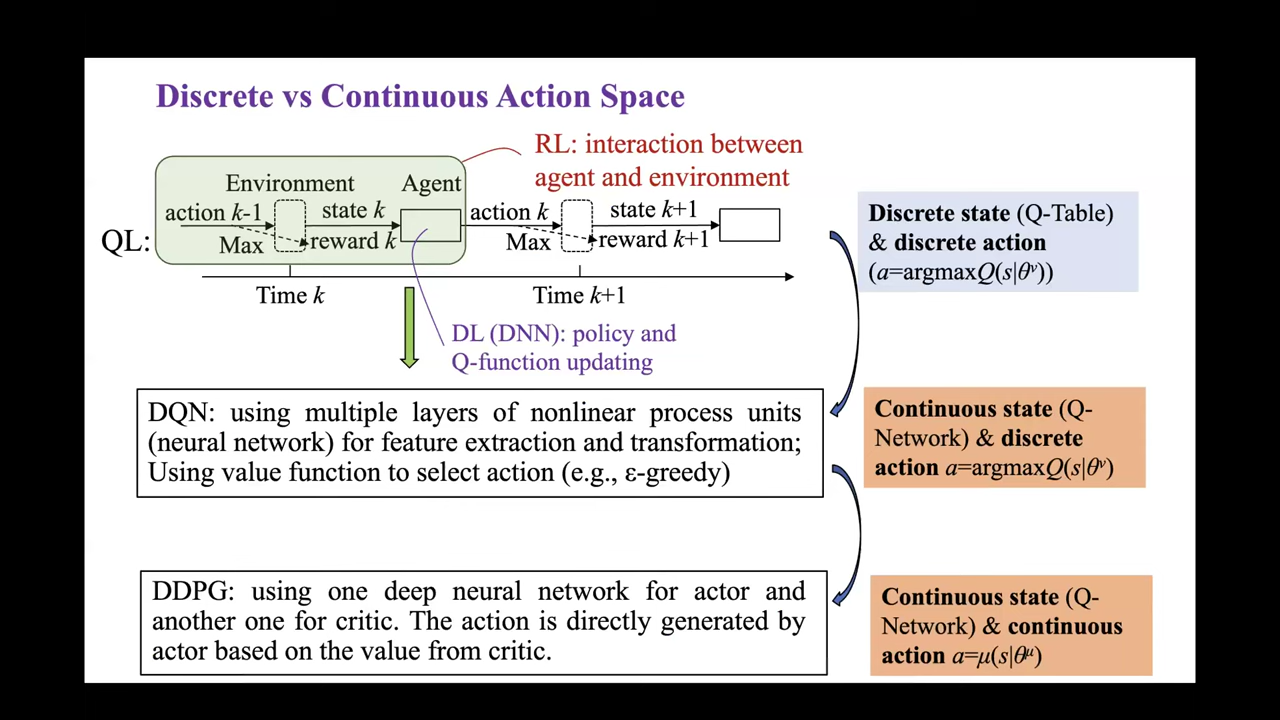 Discrete vs Continuous Action Space
RL: interaction between
agent and environment
Environment
Agent
action k-1
state k
action k
state k+1
QL:
Max
reward k
Max
reward k+1
Time k
Time k+1
DL (DNN): policy and
Q-function updating
Discrete state (Q-Table)
& discrete action
(a=argmaxQ(s|θᵛ))
DQN: using multiple layers of nonlinear process units
(neural network) for feature extraction and transformation;
Using value function to select action (e.g., ε-greedy)
Continuous state (Q-
Network) & discrete
action a=argmaxQ(s|θᵛ)
DDPG: using one deep neural network for actor and
another one for critic. The action is directly generated by
actor based on the value from critic.
Continuous state (Q-
Network) & continuous
action a=μ(s|θᵘ)